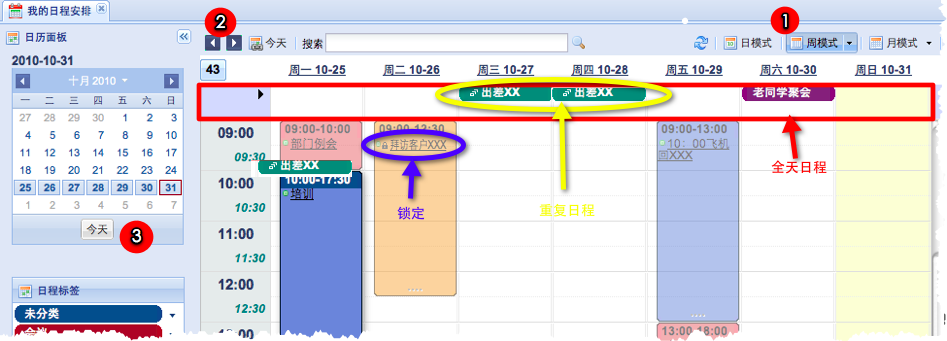 我的日程安排
1
2
日历面板
今天
搜索
日模式
周模式
月模式
2010-10-31
43
周一 10-25
周二 10-26
周三 10-27
周四 10-28
周五 10-29
周六 10-30
周日 10-31
十月 2010
一 二 三 四 五 六 日
27 28 29 30 1 2 3
4 5 6 7 8 9 10
11 12 13 14 15 16 17
18 19 20 21 22 23 24
25 26 27 28 29 30 31
1 2 3 4 5 6 7
今天
3
出差XX
出差XX
老同学聚会
09:00
09:30
10:00
10:30
11:00
11:30
12:00
12:30
09:00-10:00
部门例会
出差XX
10:00-17:30
培训
09:00-12:30
拜访客户XXX
锁定
重复日程
09:00-13:00
10：00飞机
回XXX
全天日程
13:00-18:00
日程标签
未分类